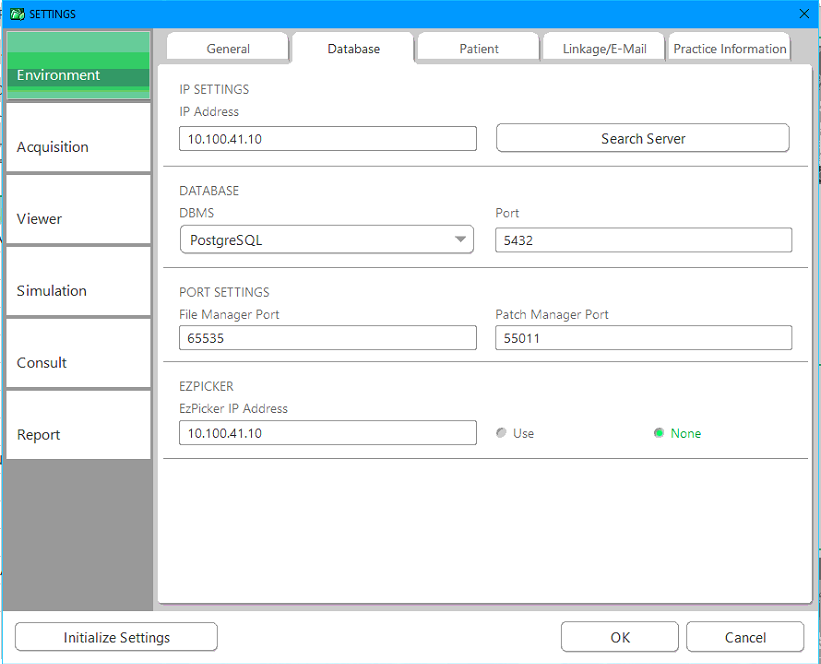 SETTINGS
Environment
Acquisition
Viewer
Simulation
Consult
Report
General
Database
Patient
Linkage/E-Mail
Practice Information
IP SETTINGS
IP Address
10.100.41.10
Search Server
DATABASE
DBMS
Port
PostgreSQL
5432
PORT SETTINGS
File Manager Port
Patch Manager Port
65535
55011
EZPICKER
EzPicker IP Address
10.100.41.10
Use
None
Initialize Settings
OK
Cancel